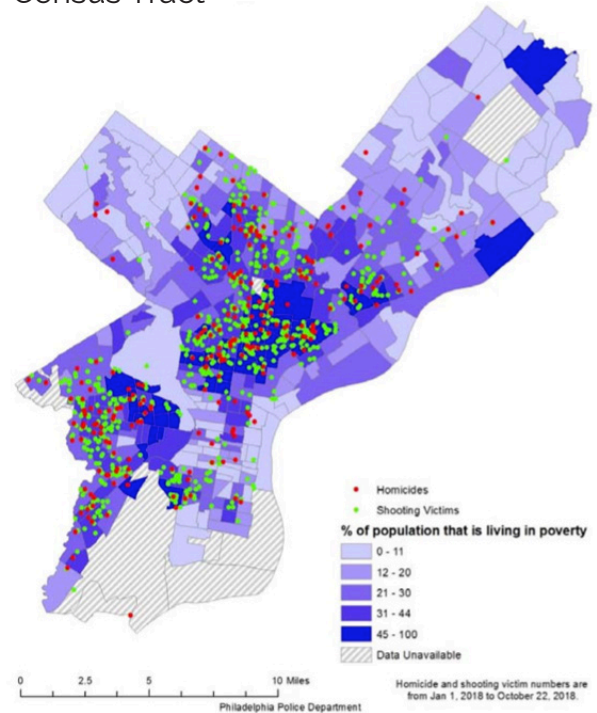 Census Tract
Homicides
Shooting Victims
% of population that is living in poverty
0 - 11
12 - 20
21 - 30
31 - 44
45 - 100
Data Unavailable
0 2.5 5 10 Miles
Homicide and shooting victim numbers are
from Jan 1, 2018 to October 22, 2018.
Philadelphia Police Department